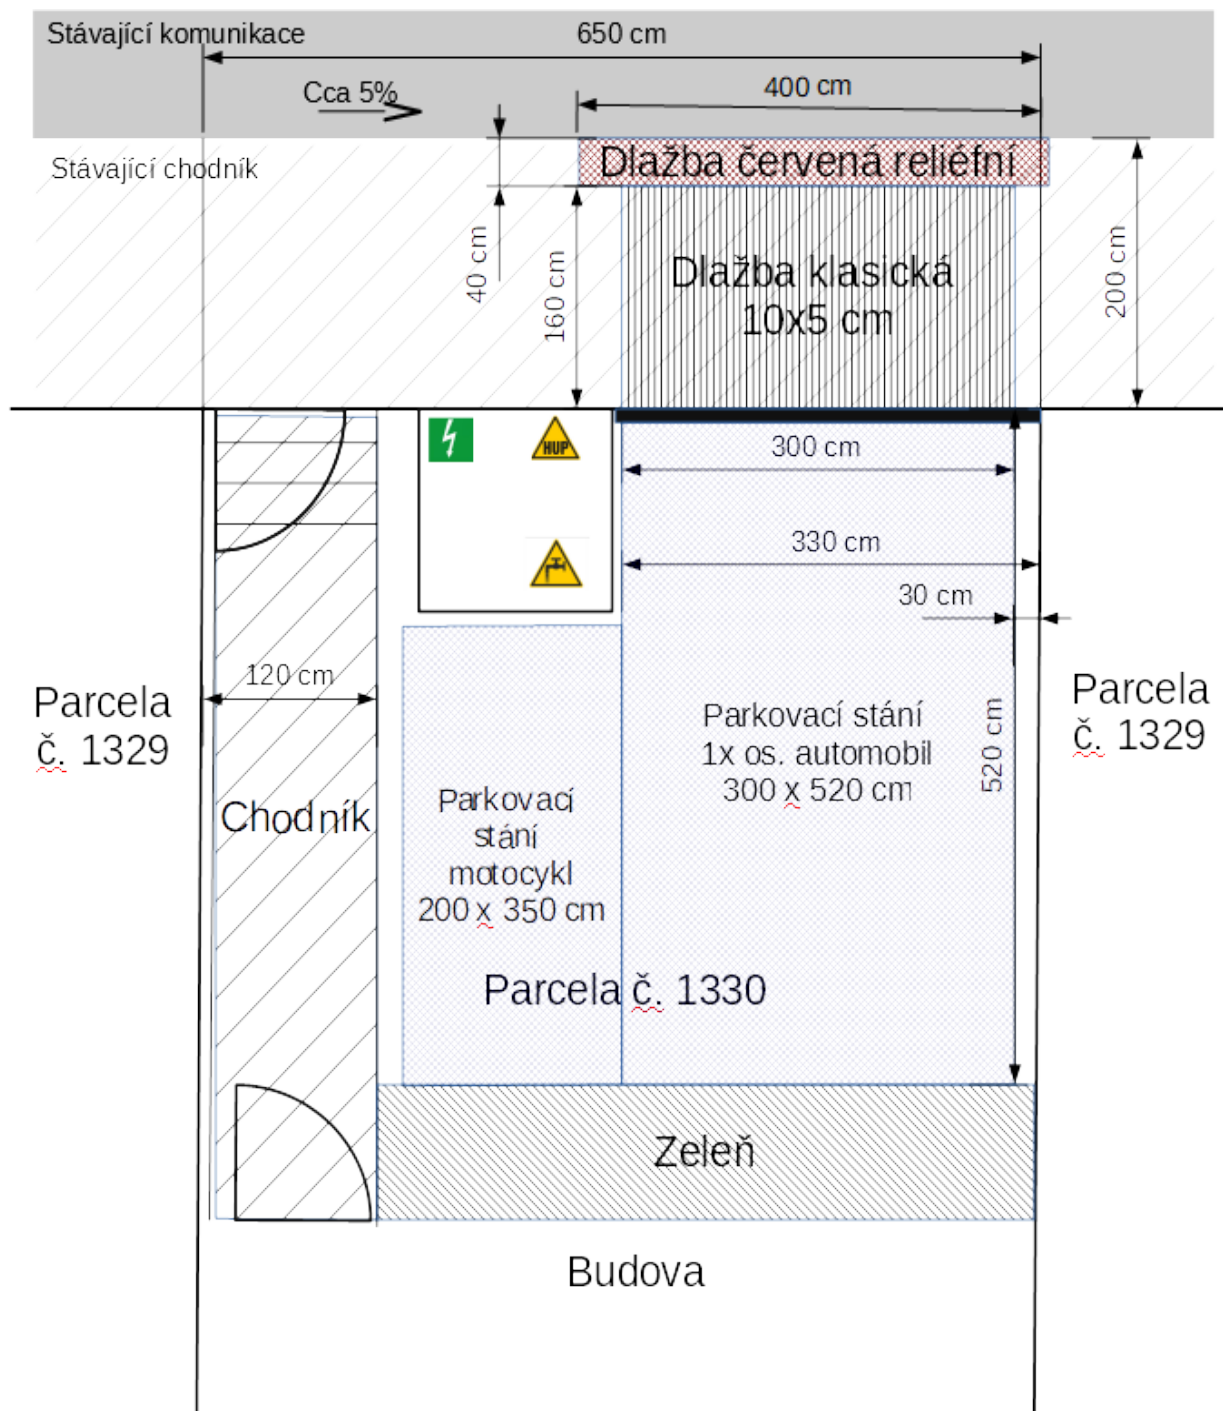 Stávající komunikace
650 cm
Cca 5%
400 cm
Stávající chodník
Dlažba červená reliéfní
40 cm
160 cm
Dlažba klasická
10x5 cm
200 cm
HUP
300 cm
330 cm
30 cm
120 cm
Parcela
č. 1329
Parkovací stání
1x os. automobil
300 x 520 cm
520 cm
Parcela
č. 1329
Chodník
Parkovací
stání
motocykl
200 x 350 cm
Parcela č. 1330
Zeleň
Budova